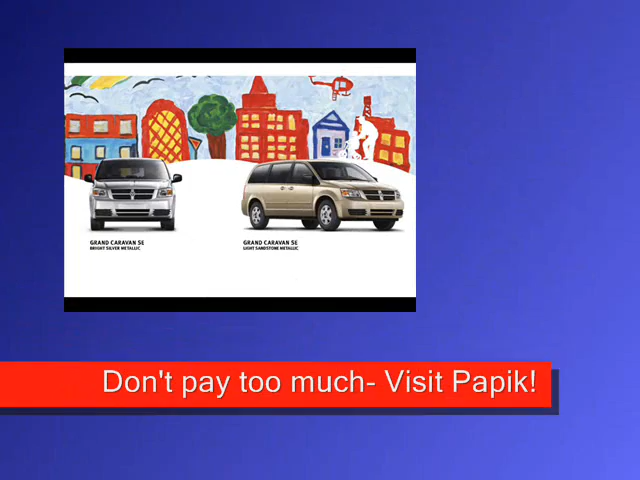 GRAND CARAVAN SE
BRIGHT SILVER METALLIC
GRAND CARAVAN SE
LIGHT SANDSTONE METALLIC
Don't pay too much- Visit Papik!